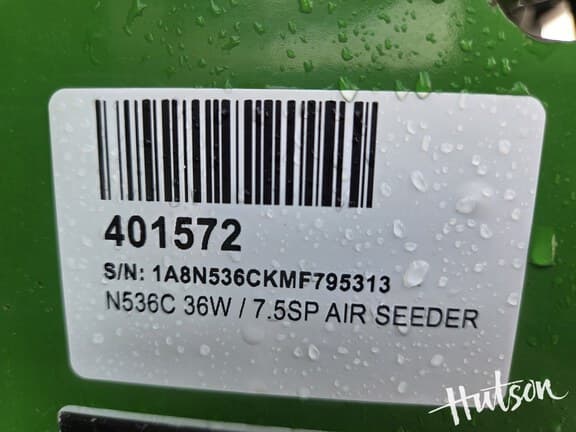 401572
S/N: 1A8N536CKMF795313
N536C 36W / 7.5SP AIR SEEDER
Hutson